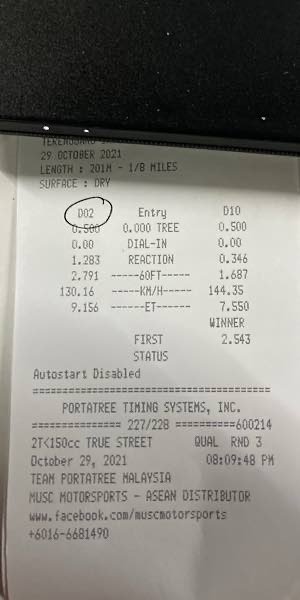 29 OCTOBER 2021
LENGTH : 201M - 1/8 MILES
SURFACE : DRY
D02 Entry D10
0.500 0.000 TREE 0.500
0.00 DIAL-IN 0.00
1.283 REACTION 0.346
2.791 -----60FT----- 1.687
130.16 -----KM/H----- 144.35
9.156 ------ET------ 7.550
WINNER
FIRST 2.543
STATUS
Autostart Disabled
=====================================
PORTATREE TIMING SYSTEMS, INC.
============== 227/228 ==========600214
2T<150cc TRUE STREET QUAL RND 3
October 29, 2021 08:09:48 PM
TEAM PORTATREE MALAYSIA
MUSC MOTORSPORTS - ASEAN DISTRIBUTOR
www.facebook.com/muscmotorsports
+6016-6681490